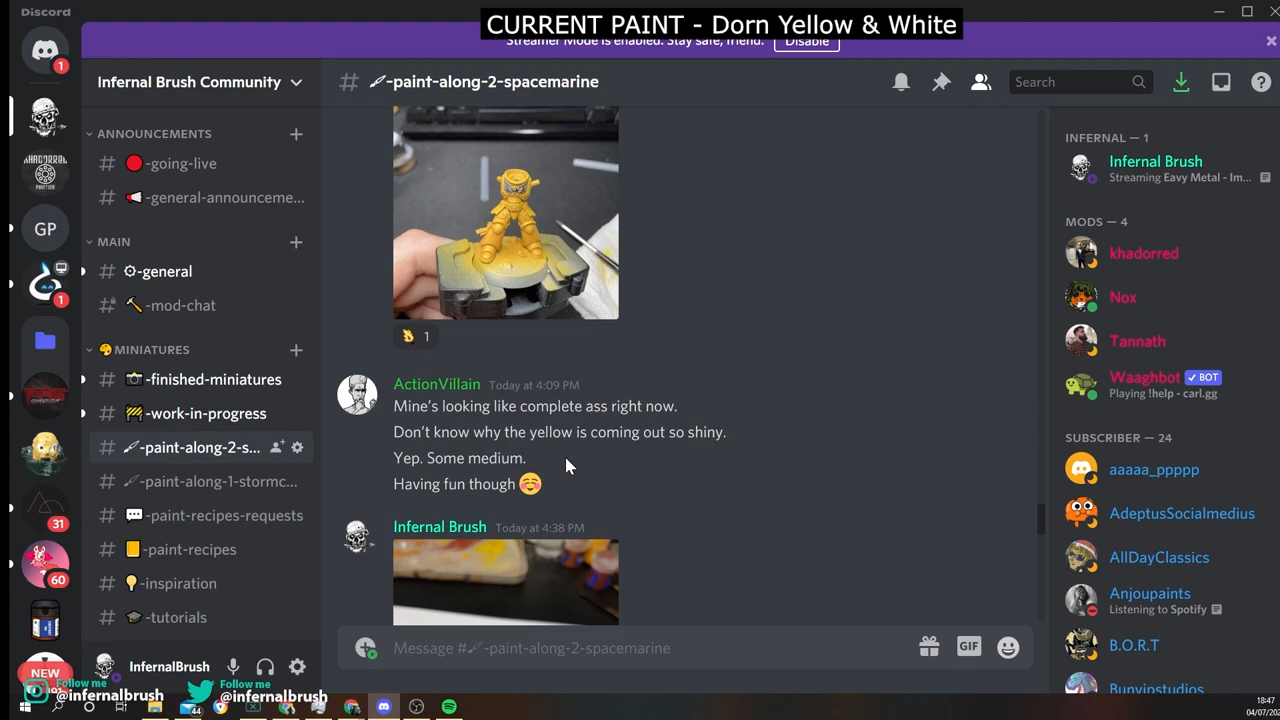 Discord
CURRENT PAINT - Dorn Yellow & White
Streamer Mode is enabled. Stay safe, friend.
Disable
1
GP
1
31
60
NEW
Infernal Brush Community
ANNOUNCEMENTS
-going-live
-general-announceme...
MAIN
-general
-mod-chat
MINIATURES
-finished-miniatures
-work-in-progress
-paint-along-2-s...
-paint-along-1-stormc...
-paint-recipes-requests
-paint-recipes
-inspiration
-tutorials
InfernalBrush
Follow me
@infernalbrush
Follow me
@infernalbrush
# -paint-along-2-spacemarine
Search
1
ActionVillain Today at 4:09 PM
Mine's looking like complete ass right now.
Don't know why the yellow is coming out so shiny.
Yep. Some medium.
Having fun though
Infernal Brush Today at 4:38 PM
Message #-paint-along-2-spacemarine
GIF
INFERNAL — 1
Infernal Brush
Streaming Eavy Metal - Im...
MODS — 4
khadorred
Nox
Tannath
Waaghbot BOT
Playing !help - carl.gg
SUBSCRIBER — 24
aaaaa_ppppp
AdeptusSocialmedius
AllDayClassics
Anjoupaints
Listening to Spotify
B.O.R.T
Bunyipstudios
44
18:47